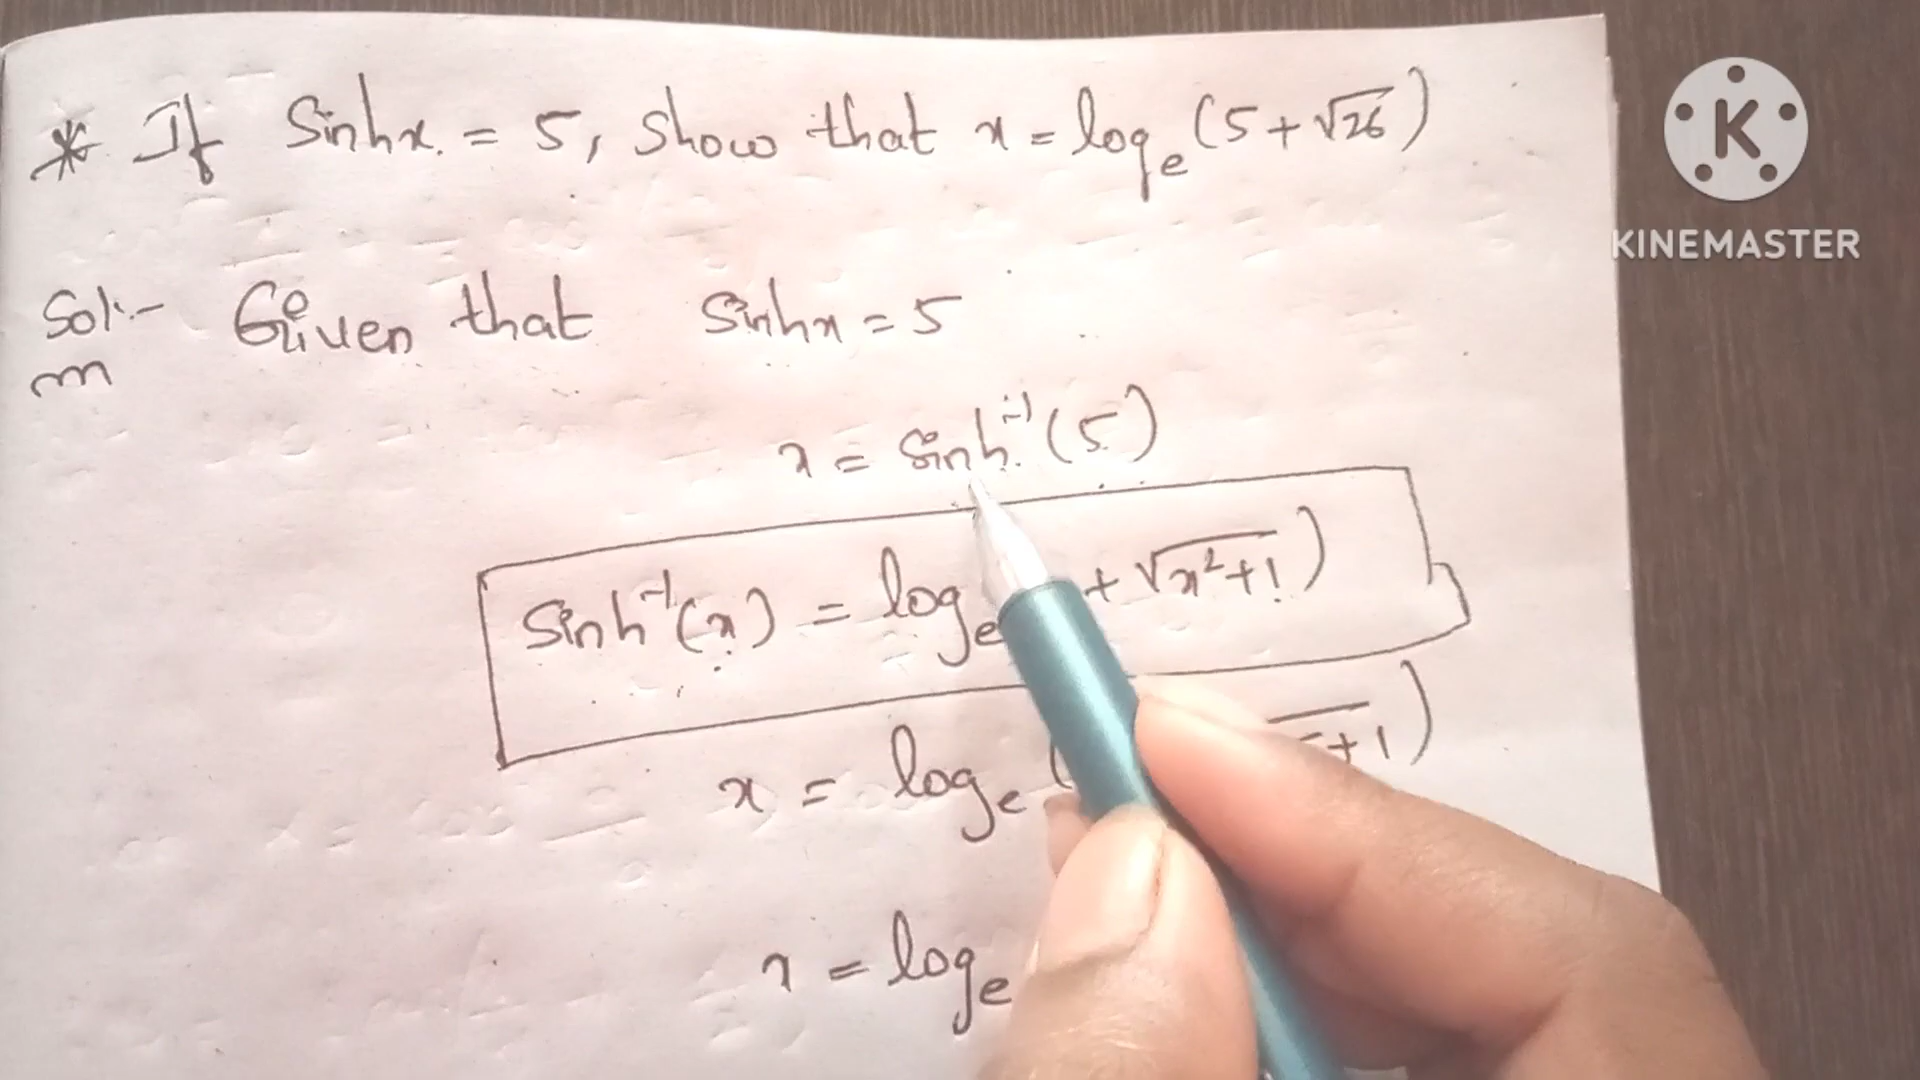 * If Sinhx = 5, Show that x = logₑ(5+√26)
K
KINEMASTER
Sol:- Given that Sinhx = 5
x = Sinh⁻¹(5)
Sinh⁻¹(x) = logₑ + √x²+1)
x = logₑ( +1)
x = logₑ